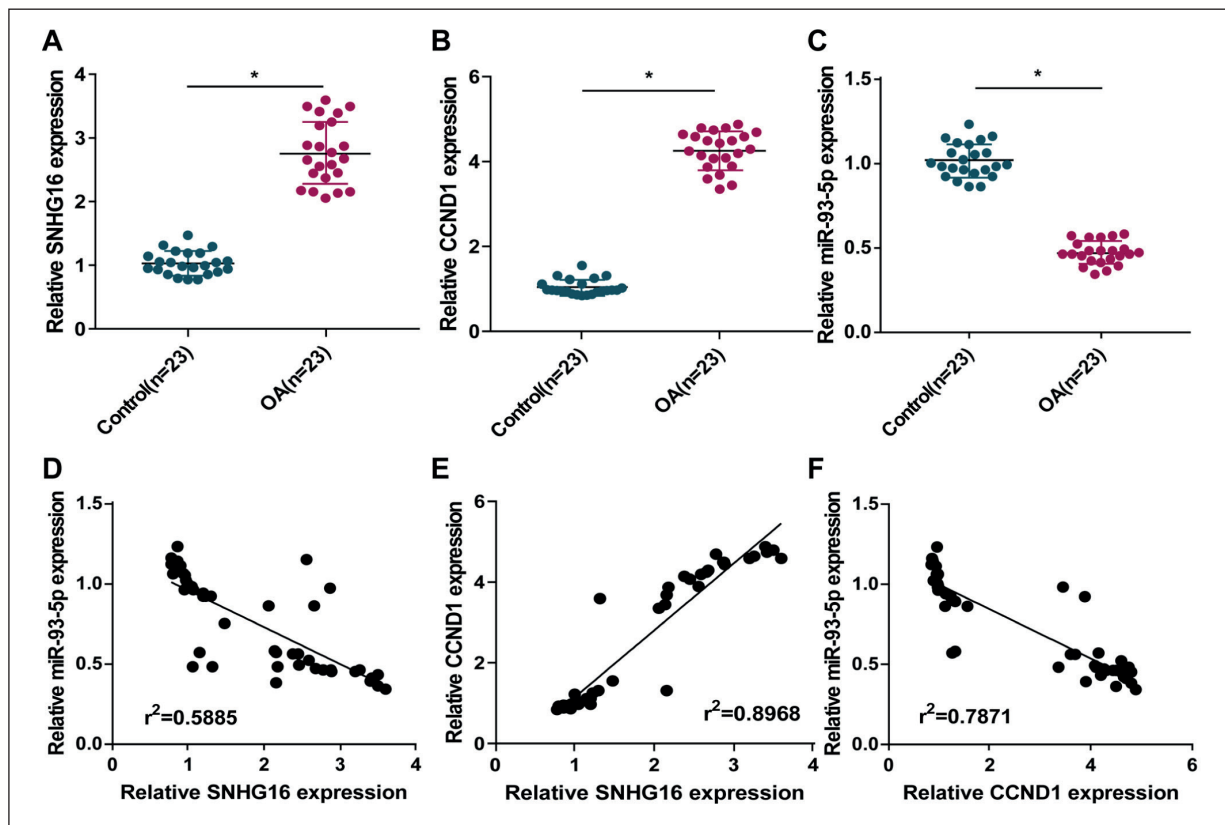 A
Relative SNHG16 expression
4
3
2
1
0
*
Control(n=23)
OA(n=23)
B
Relative CCND1 expression
6
4
2
0
*
Control(n=23)
OA(n=23)
C
Relative miR-93-5p expression
1.5
1.0
0.5
0.0
*
Control(n=23)
OA(n=23)
D
Relative miR-93-5p expression
1.5
1.0
0.5
0.0
r²=0.5885
0 1 2 3 4
Relative SNHG16 expression
E
Relative CCND1 expression
6
4
2
0
r²=0.8968
0 1 2 3 4
Relative SNHG16 expression
F
Relative miR-93-5p expression
1.5
1.0
0.5
0.0
r²=0.7871
0 2 4 6
Relative CCND1 expression